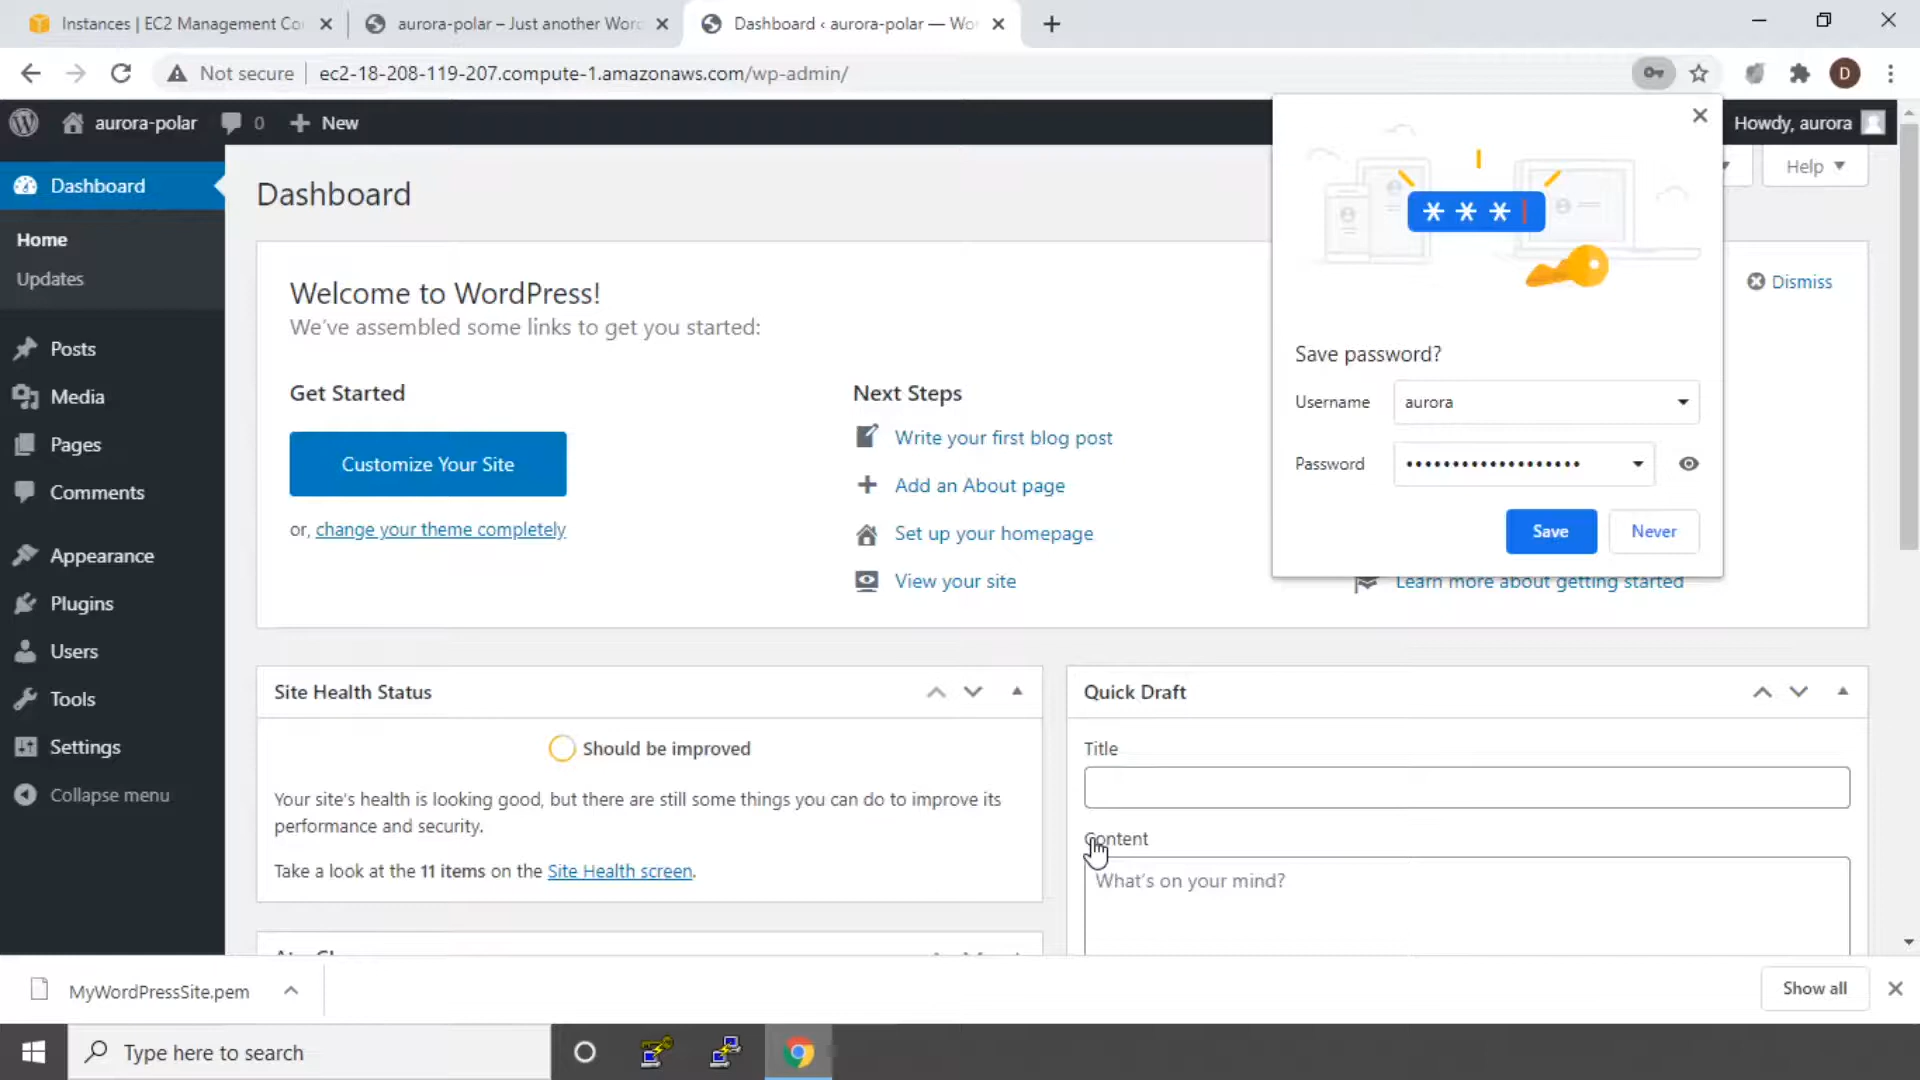 Instances | EC2 Management Co
aurora-polar – Just another Word
Dashboard ‹ aurora-polar — Wor
Not secure
ec2-18-208-119-207.compute-1.amazonaws.com/wp-admin/
D
aurora-polar
0
New
Howdy, aurora
Dashboard
Home
Updates
Posts
Media
Pages
Comments
Appearance
Plugins
Users
Tools
Settings
Collapse menu
Dashboard
Help
Welcome to WordPress!
We've assembled some links to get you started:
Dismiss
Get Started
Customize Your Site
or, change your theme completely
Next Steps
Write your first blog post
Add an About page
Set up your homepage
View your site
Learn more about getting started
***
Save password?
Username
aurora
Password
•••••••••••••••••••
Save
Never
Site Health Status
Should be improved
Your site's health is looking good, but there are still some things you can do to improve its
performance and security.
Take a look at the 11 items on the Site Health screen.
Quick Draft
Title
Content
What's on your mind?
MyWordPressSite.pem
Show all
Type here to search